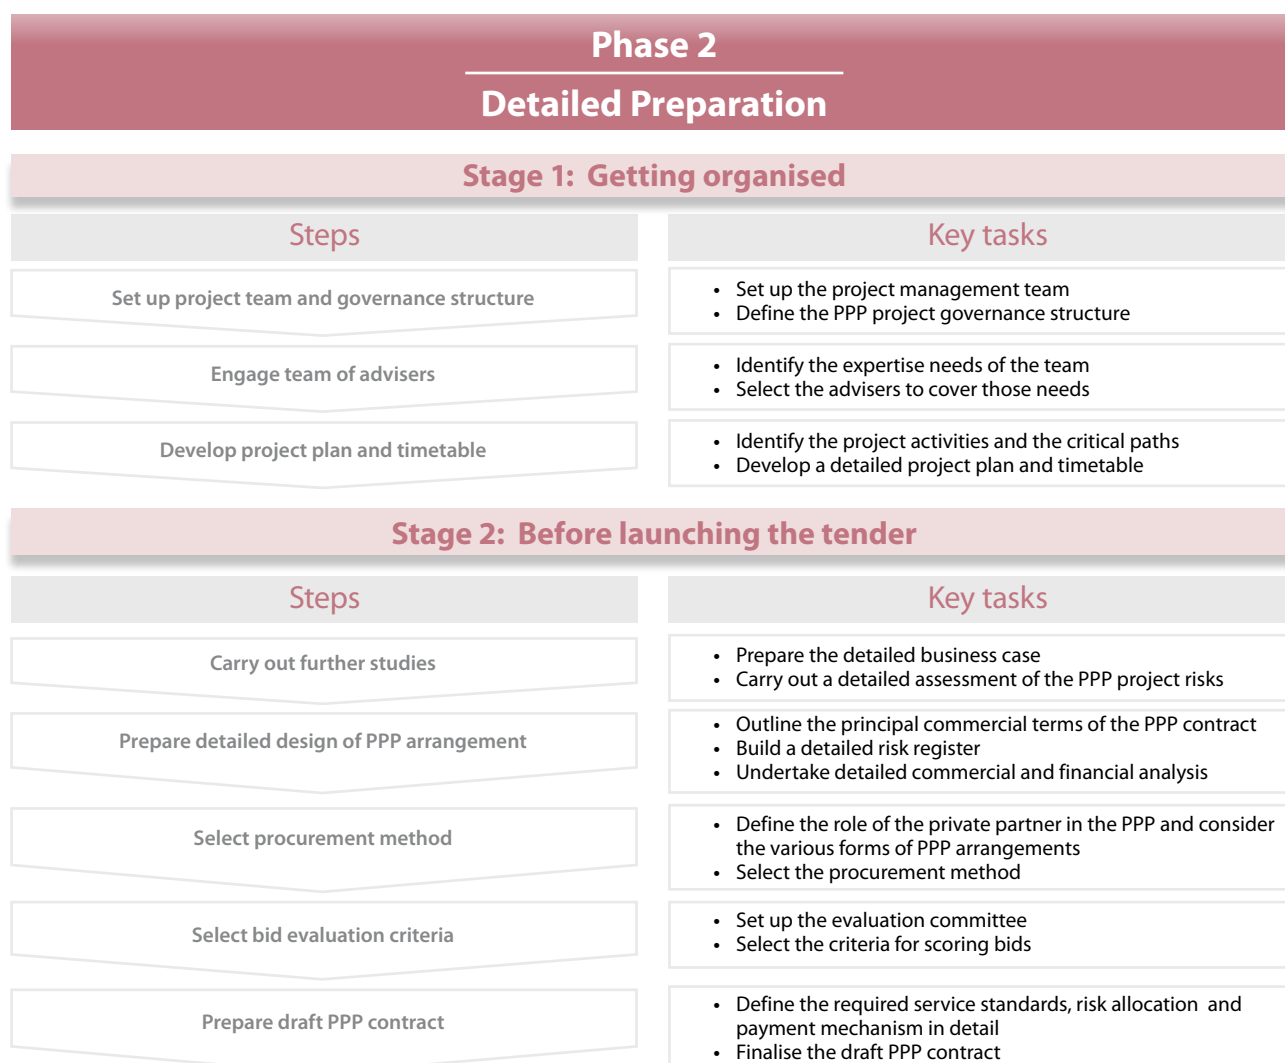 Phase 2
Detailed Preparation
Stage 1: Getting organised
Steps
Key tasks
Set up project team and governance structure
• Set up the project management team
• Define the PPP project governance structure
Engage team of advisers
• Identify the expertise needs of the team
• Select the advisers to cover those needs
Develop project plan and timetable
• Identify the project activities and the critical paths
• Develop a detailed project plan and timetable
Stage 2: Before launching the tender
Steps
Key tasks
Carry out further studies
• Prepare the detailed business case
• Carry out a detailed assessment of the PPP project risks
Prepare detailed design of PPP arrangement
• Outline the principal commercial terms of the PPP contract
• Build a detailed risk register
• Undertake detailed commercial and financial analysis
Select procurement method
• Define the role of the private partner in the PPP and consider
the various forms of PPP arrangements
• Select the procurement method
Select bid evaluation criteria
• Set up the evaluation committee
• Select the criteria for scoring bids
Prepare draft PPP contract
• Define the required service standards, risk allocation and
payment mechanism in detail
• Finalise the draft PPP contract